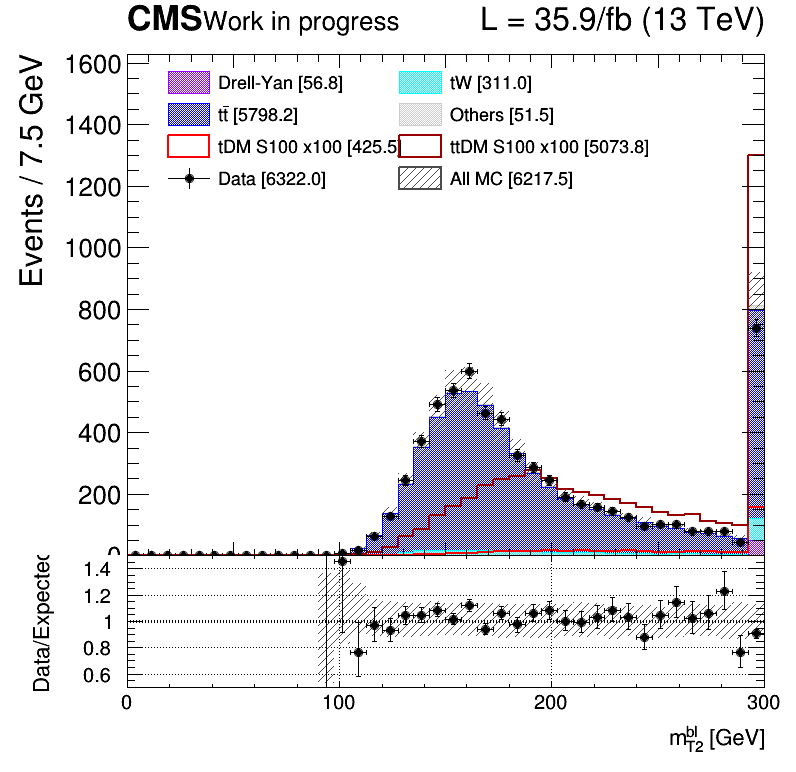 CMS Work in progress L = 35.9/fb (13 TeV)
Events / 7.5 GeV
1600
1400
1200
1000
800
600
400
200
0
Drell-Yan [56.8]
tW [311.0]
tt̄ [5798.2]
Others [51.5]
tDM S100 x100 [425.5]
ttDM S100 x100 [5073.8]
Data [6322.0]
All MC [6217.5]
Data/Expected
1.4
1.2
1
0.8
0.6
0 100 200 300
m_{T2}^{bl} [GeV]